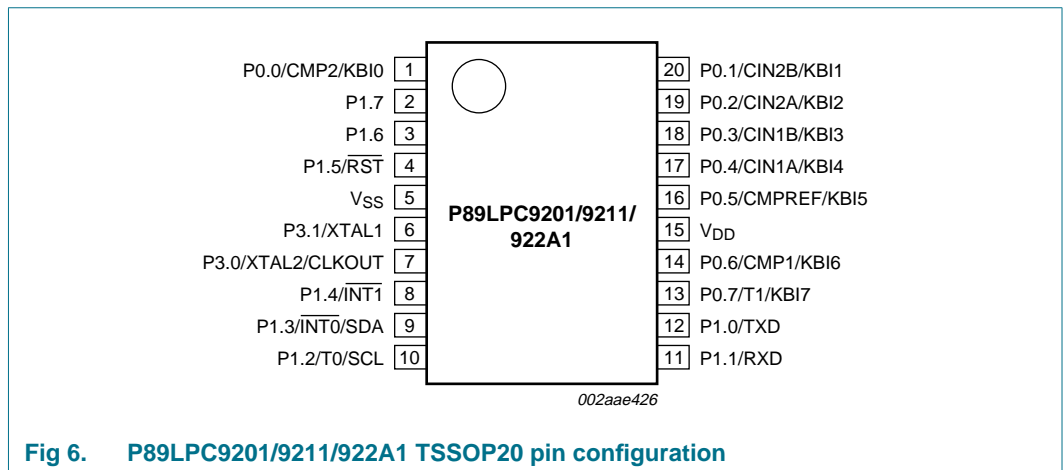 P0.0/CMP2/KBI0 1 20 P0.1/CIN2B/KBI1
P1.7 2 19 P0.2/CIN2A/KBI2
P1.6 3 18 P0.3/CIN1B/KBI3
P1.5/R̅S̅T̅ 4 17 P0.4/CIN1A/KBI4
VSS 5 16 P0.5/CMPREF/KBI5
P89LPC9201/9211/
922A1
P3.1/XTAL1 6 15 VDD
P3.0/XTAL2/CLKOUT 7 14 P0.6/CMP1/KBI6
P1.4/I̅N̅T̅1̅ 8 13 P0.7/T1/KBI7
P1.3/I̅N̅T̅0̅/SDA 9 12 P1.0/TXD
P1.2/T0/SCL 10 11 P1.1/RXD
002aae426
Fig 6. P89LPC9201/9211/922A1 TSSOP20 pin configuration